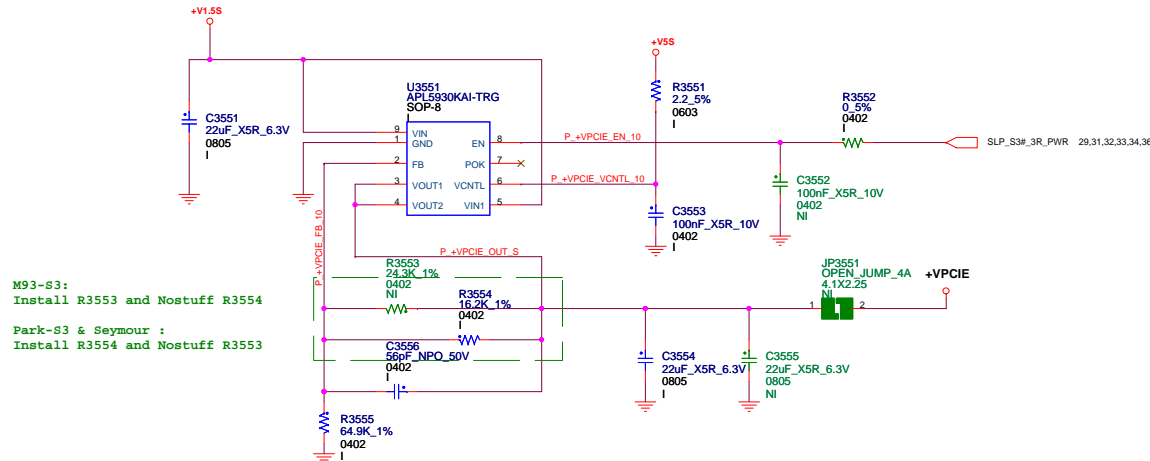 +V1.5S
+V5S
C3551
22uF_X5R_6.3V
0805
I
U3551
APL5930KAI-TRG
SOP-8
I
9 VIN
1 GND
2 FB
3 VOUT1
4 VOUT2
EN 8
POK 7
VCNTL 6
VIN1 5
R3551
2.2_5%
0603
I
R3552
0_5%
0402
I
P_+VPCIE_EN_10
SLP_S3#_3R_PWR 29,31,32,33,34,36
P_+VPCIE_VCNTL_10
C3552
100nF_X5R_10V
0402
NI
C3553
100nF_X5R_10V
0402
I
P_+VPCIE_FB_10
P_+VPCIE_OUT_S
M93-S3:
Install R3553 and Nostuff R3554
Park-S3 & Seymour :
Install R3554 and Nostuff R3553
R3553
24.3K_1%
0402
NI
R3554
16.2K_1%
0402
I
C3556
56pF_NPO_50V
0402
I
R3555
64.9K_1%
0402
I
JP3551
OPEN_JUMP_4A
4.1X2.25
NI
1
2
+VPCIE
C3554
22uF_X5R_6.3V
0805
I
C3555
22uF_X5R_6.3V
0805
NI